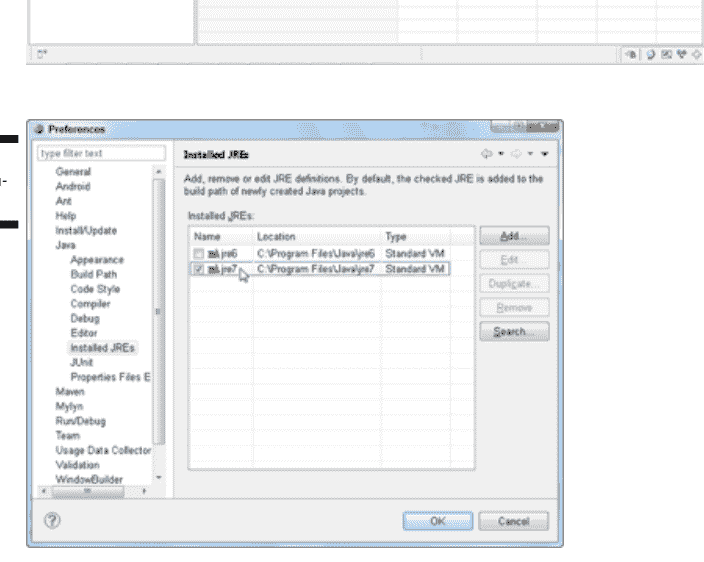 Preferences
u-
type filter text
Installed JREs
General
Android
Ant
Help
Install/Update
Java
Appearance
Build Path
Code Style
Compiler
Debug
Editor
Installed JREs
JUnit
Properties Files E
Maven
Mylyn
Run/Debug
Team
Usage Data Collector
Validation
WindowBuilder
Add, remove or edit JRE definitions. By default, the checked JRE is added to the
build path of newly created Java projects.
Installed JREs:
Name Location Type
jre6 C:\Program Files\Java\jre6 Standard VM
jre7 C:\Program Files\Java\jre7 Standard VM
Add...
Edit...
Duplicate...
Remove
Search...
OK Cancel